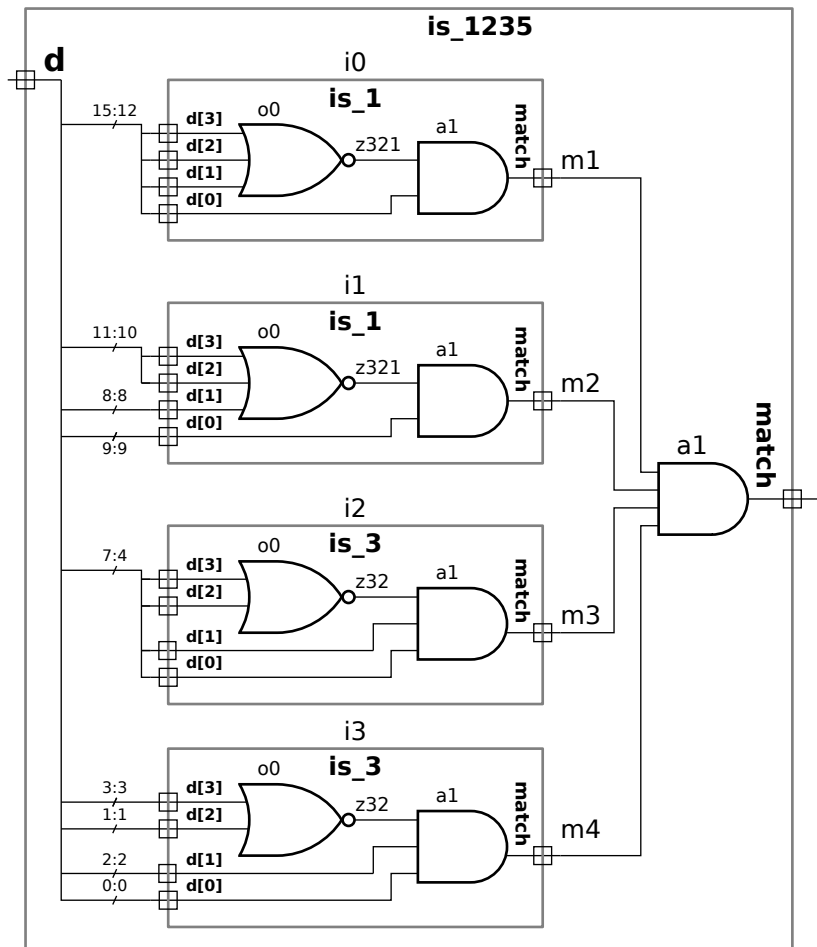 is_1235
d
i0
is_1
15:12
d[3]
d[2]
d[1]
d[0]
o0
z321
a1
match
m1
i1
is_1
11:10
8:8
9:9
d[3]
d[2]
d[1]
d[0]
o0
z321
a1
match
m2
a1
match
i2
is_3
7:4
d[3]
d[2]
d[1]
d[0]
o0
z32
a1
match
m3
i3
is_3
3:3
1:1
2:2
0:0
d[3]
d[2]
d[1]
d[0]
o0
z32
a1
match
m4